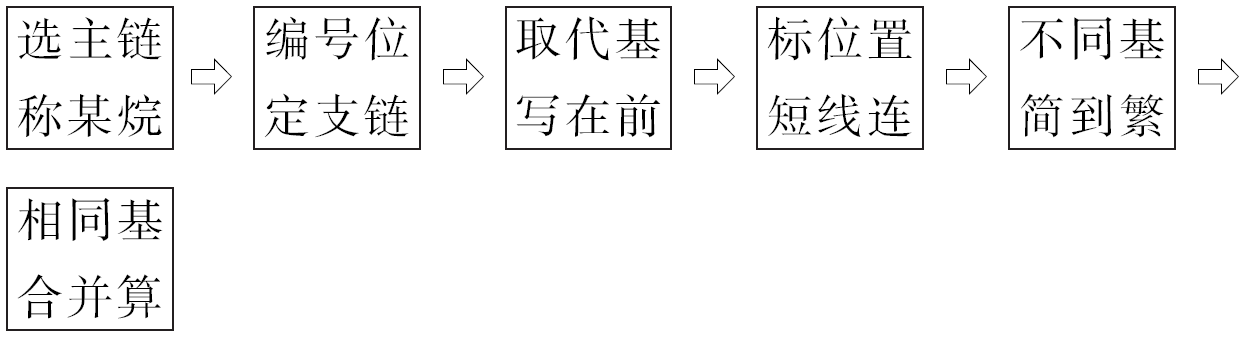 选主链
称某烷
编号位
定支链
取代基
写在前
标位置
短线连
不同基
简到繁
相同基
合并算